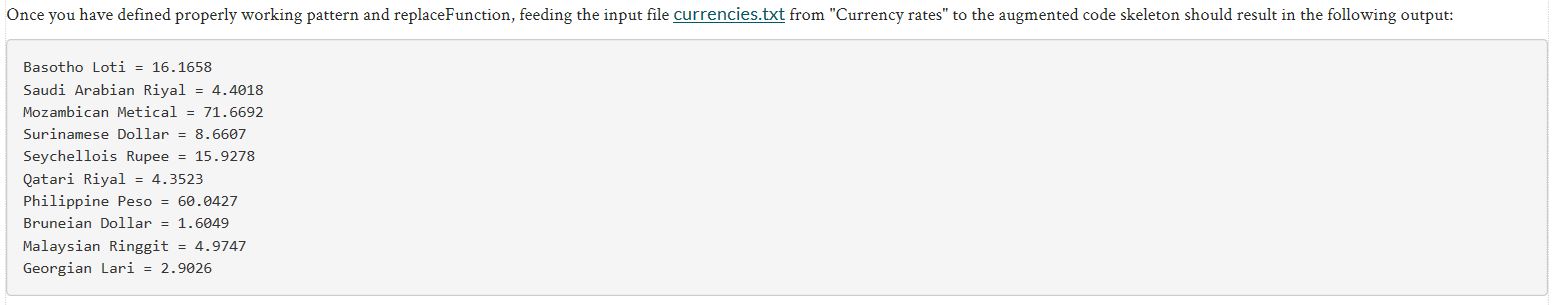 Once you have defined properly working pattern and replaceFunction, feeding the input file currencies.txt from "Currency rates" to the augmented code skeleton should result in the following output:
Basotho Loti = 16.1658
Saudi Arabian Riyal = 4.4018
Mozambican Metical = 71.6692
Surinamese Dollar = 8.6607
Seychellois Rupee = 15.9278
Qatari Riyal = 4.3523
Philippine Peso = 60.0427
Bruneian Dollar = 1.6049
Malaysian Ringgit = 4.9747
Georgian Lari = 2.9026